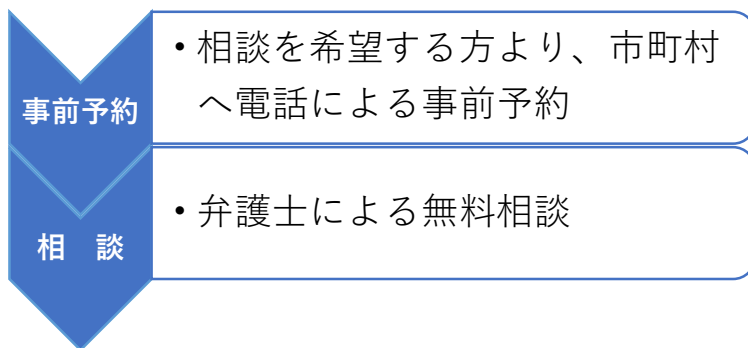 事前予約
・相談を希望する方より、市町村
へ電話による事前予約
相　談
・弁護士による無料相談